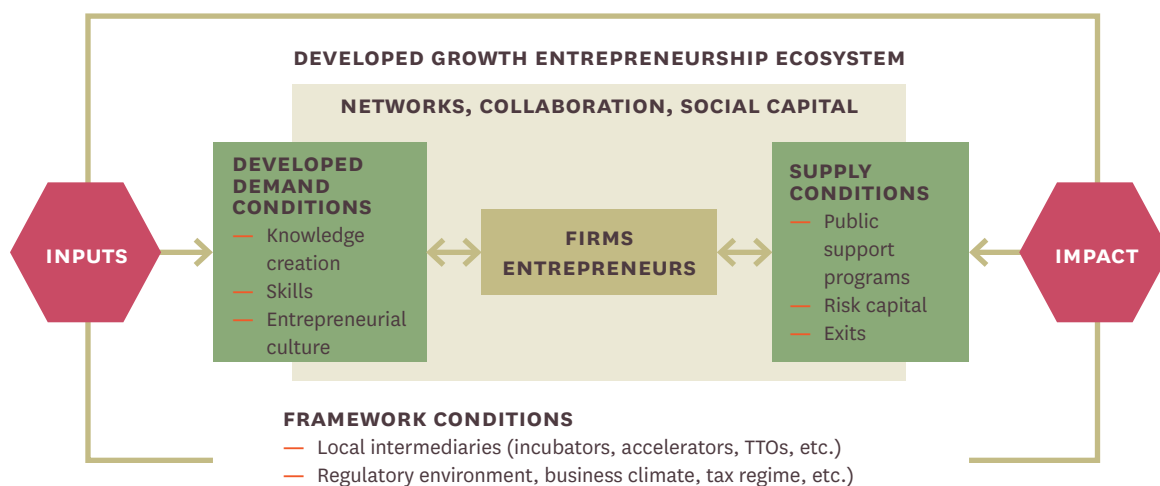 DEVELOPED GROWTH ENTREPRENEURSHIP ECOSYSTEM
NETWORKS, COLLABORATION, SOCIAL CAPITAL
INPUTS
DEVELOPED
DEMAND
CONDITIONS
— Knowledge
creation
— Skills
— Entrepreneurial
culture
FIRMS
ENTREPRENEURS
SUPPLY
CONDITIONS
— Public
support
programs
— Risk capital
— Exits
IMPACT
FRAMEWORK CONDITIONS
— Local intermediaries (incubators, accelerators, TTOs, etc.)
— Regulatory environment, business climate, tax regime, etc.)